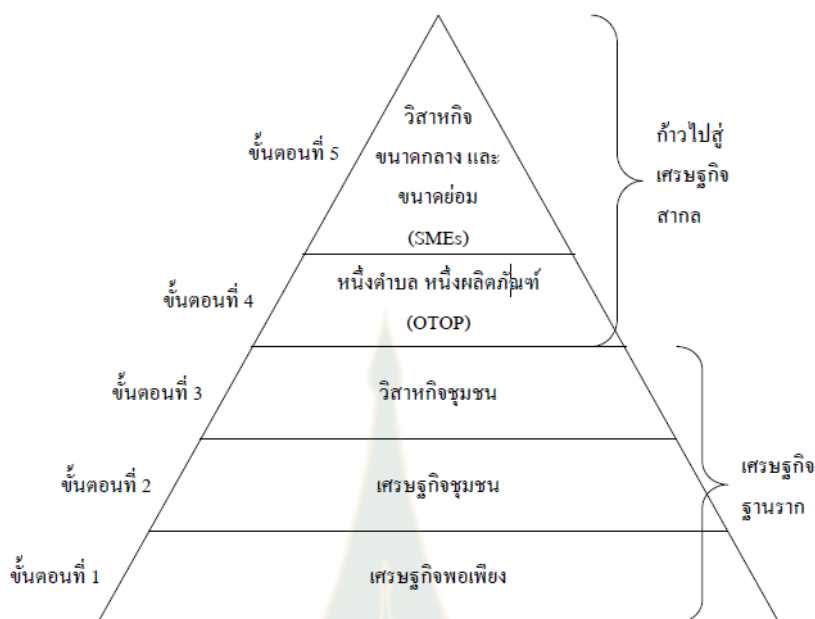 ขั้นตอนที่ 5
วิสาหกิจ
ขนาดกลาง และ
ขนาดย่อม
(SMEs)
ก้าวไปสู่
เศรษฐกิจ
สากล
ขั้นตอนที่ 4
หนึ่งตำบล หนึ่งผลิตภัณฑ์
(OTOP)
ขั้นตอนที่ 3
วิสาหกิจชุมชน
ขั้นตอนที่ 2
เศรษฐกิจชุมชน
เศรษฐกิจ
ฐานราก
ขั้นตอนที่ 1
เศรษฐกิจพอเพียง